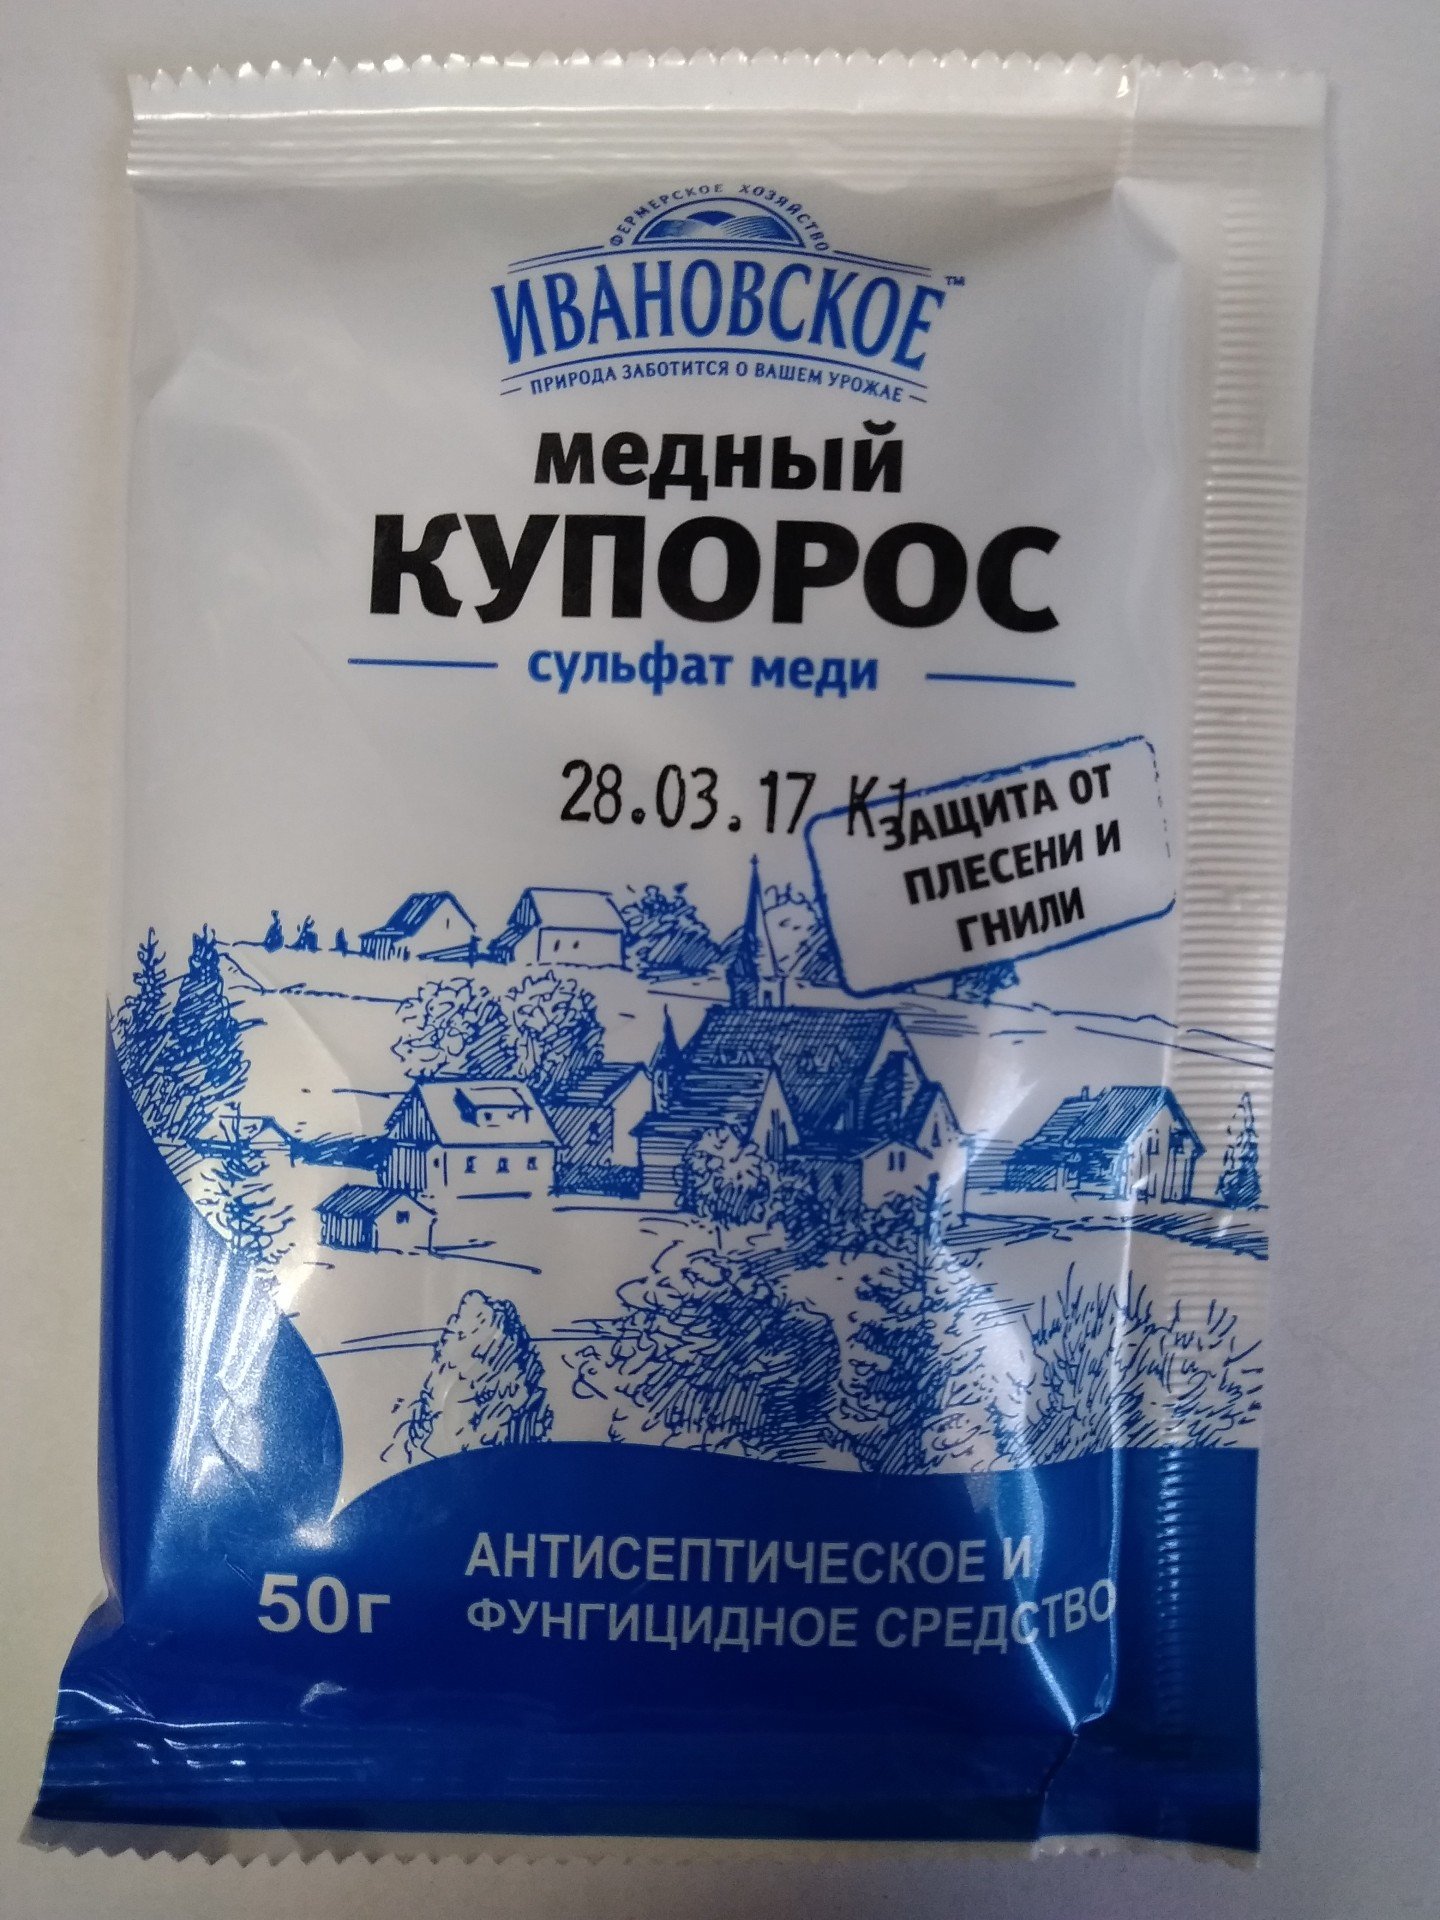 ФЕРМЕРСКОЕ ХОЗЯЙСТВО
ИВАНОВСКОЕ™
ПРИРОДА ЗАБОТИТСЯ О ВАШЕМ УРОЖАЕ
медный
КУПОРОС
сульфат меди
28.03.17 К1
ЗАЩИТА ОТ
ПЛЕСЕНИ И
ГНИЛИ
50г
АНТИСЕПТИЧЕСКОЕ И
ФУНГИЦИДНОЕ СРЕДСТВО